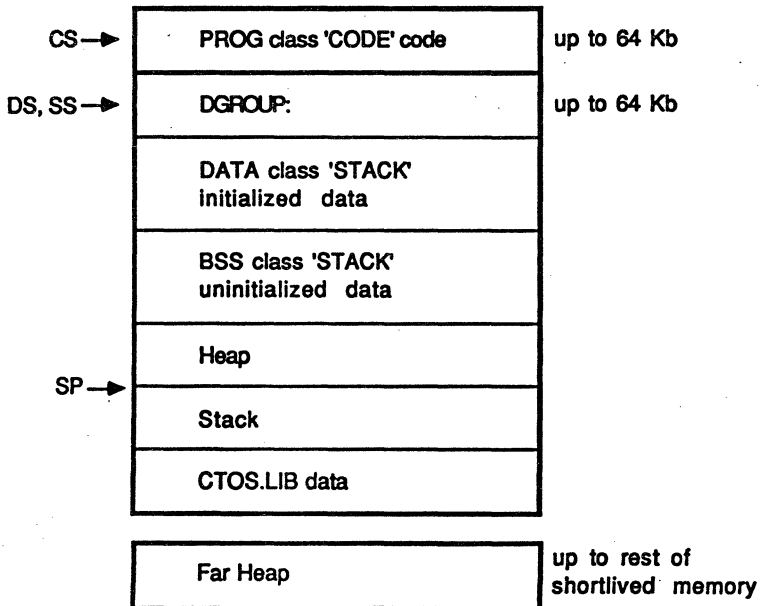 CS PROG class 'CODE' code up to 64 Kb
DS, SS DGROUP: up to 64 Kb
DATA class 'STACK'
initialized data
BSS class 'STACK'
uninitialized data
Heap
SP
Stack
CTOS.LIB data
Far Heap
up to rest of
shortlived memory